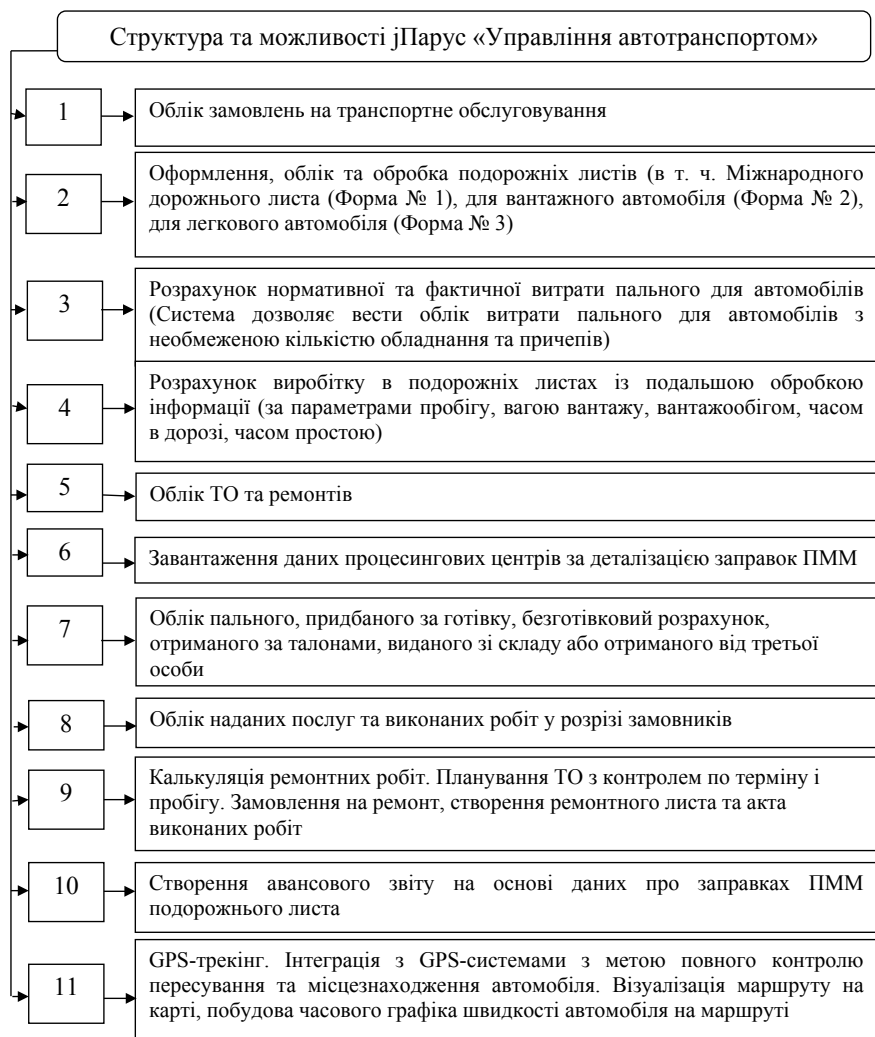 Структура та можливості jПарус «Управління автотранспортом»
1
Облік замовлень на транспортне обслуговування
2
Оформлення, облік та обробка подорожніх листів (в т. ч. Міжнародного
дорожнього листа (Форма № 1), для вантажного автомобіля (Форма № 2),
для легкового автомобіля (Форма № 3)
3
Розрахунок нормативної та фактичної витрати пального для автомобілів
(Система дозволяє вести облік витрати пального для автомобілів з
необмеженою кількістю обладнання та причепів)
4
Розрахунок виробітку в подорожніх листах із подальшою обробкою
інформації (за параметрами пробігу, вагою вантажу, вантажообігом, часом
в дорозі, часом простою)
5
Облік ТО та ремонтів
6
Завантаження даних процесингових центрів за деталізацією заправок ПММ
7
Облік пального, придбаного за готівку, безготівковий розрахунок,
отриманого за талонами, виданого зі складу або отриманого від третьої
особи
8
Облік наданих послуг та виконаних робіт у розрізі замовників
9
Калькуляція ремонтних робіт. Планування ТО з контролем по терміну і
пробігу. Замовлення на ремонт, створення ремонтного листа та акта
виконаних робіт
10
Створення авансового звіту на основі даних про заправках ПММ
подорожнього листа
11
GPS-трекінг. Інтеграція з GPS-системами з метою повного контролю
пересування та місцезнаходження автомобіля. Візуалізація маршруту на
карті, побудова часового графіка швидкості автомобіля на маршруті